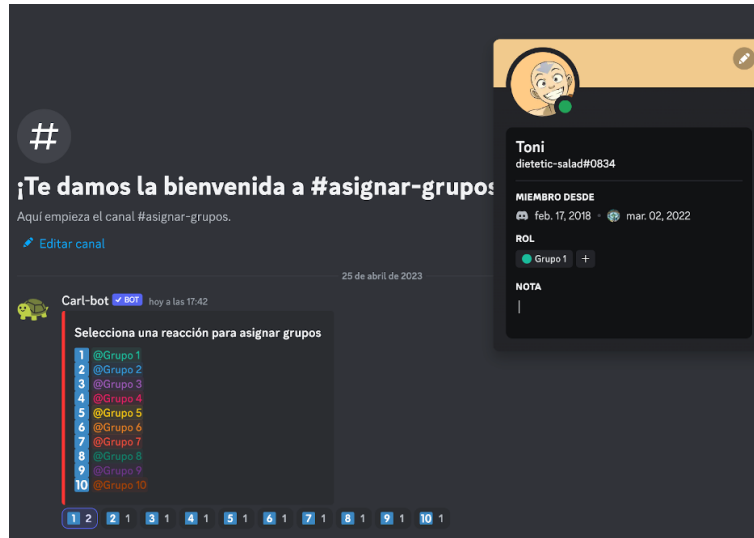 #
¡Te damos la bienvenida a #asignar-grupos
Aquí empieza el canal #asignar-grupos.
Editar canal
25 de abril de 2023
Carl-bot ✓ BOT hoy a las 17:42
Selecciona una reacción para asignar grupos
1 @Grupo 1
2 @Grupo 2
3 @Grupo 3
4 @Grupo 4
5 @Grupo 5
6 @Grupo 6
7 @Grupo 7
8 @Grupo 8
9 @Grupo 9
10 @Grupo 10
1 2 2 1 3 1 4 1 5 1 6 1 7 1 8 1 9 1 10 1
Toni
dietetic-salad#0834
MIEMBRO DESDE
feb. 17, 2018 • mar. 02, 2022
ROL
Grupo 1 +
NOTA